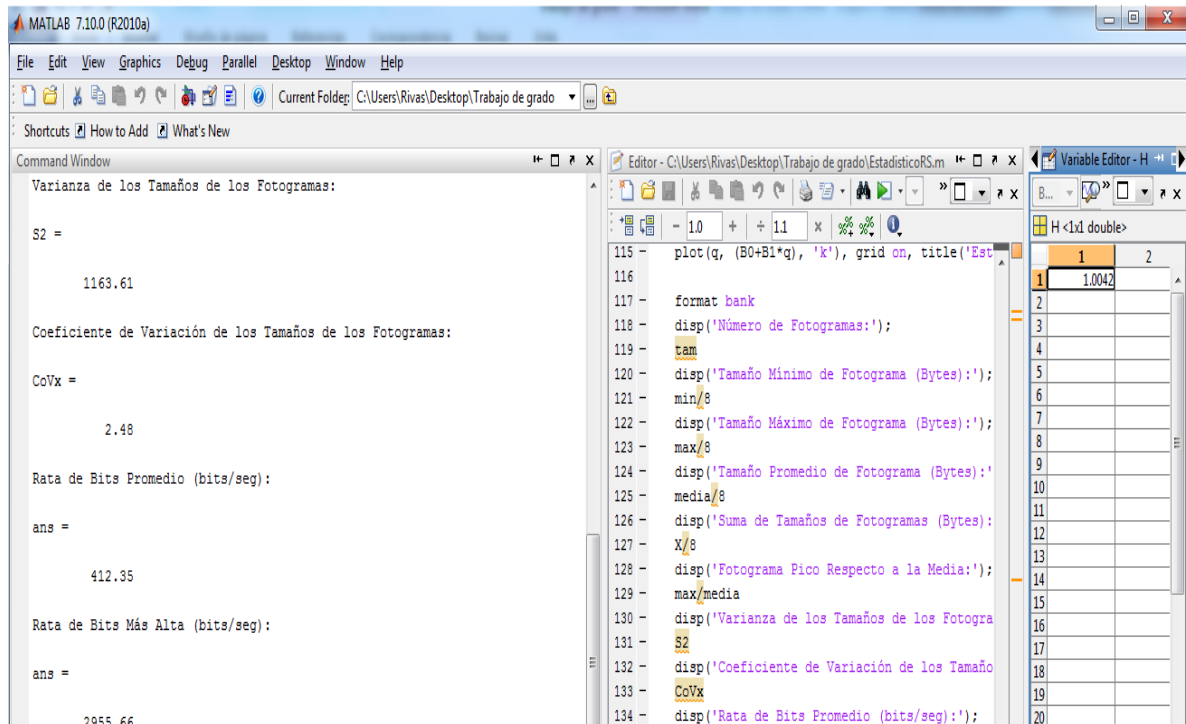 MATLAB 7.10.0 (R2010a)
File Edit View Graphics Debug Parallel Desktop Window Help
Current Folder: C:\Users\Rivas\Desktop\Trabajo de grado ...
Shortcuts How to Add What's New
Command Window
Varianza de los Tamaños de los Fotogramas:
S2 =
1163.61
Coeficiente de Variación de los Tamaños de los Fotogramas:
CoVx =
2.48
Rata de Bits Promedio (bits/seg):
ans =
412.35
Rata de Bits Más Alta (bits/seg):
ans =
2955.66
Editor - C:\Users\Rivas\Desktop\Trabajo de grado\EstadisticoRS.m
- 1.0 + ÷ 1.1 ×
115 - plot(q, (B0+B1*q), 'k'), grid on, title('Est
116
117 - format bank
118 - disp('Número de Fotogramas:');
119 - tam
120 - disp('Tamaño Mínimo de Fotograma (Bytes):');
121 - min/8
122 - disp('Tamaño Máximo de Fotograma (Bytes):');
123 - max/8
124 - disp('Tamaño Promedio de Fotograma (Bytes):'
125 - media/8
126 - disp('Suma de Tamaños de Fotogramas (Bytes):
127 - X/8
128 - disp('Fotograma Pico Respecto a la Media:');
129 - max/media
130 - disp('Varianza de los Tamaños de los Fotogra
131 - S2
132 - disp('Coeficiente de Variación de los Tamaño
133 - CoVx
134 - disp('Rata de Bits Promedio (bits/seg):');
Variable Editor - H
B...
H <1x1 double>
1 2
1 1.0042
2
3
4
5
6
7
8
9
10
11
12
13
14
15
16
17
18
19
20